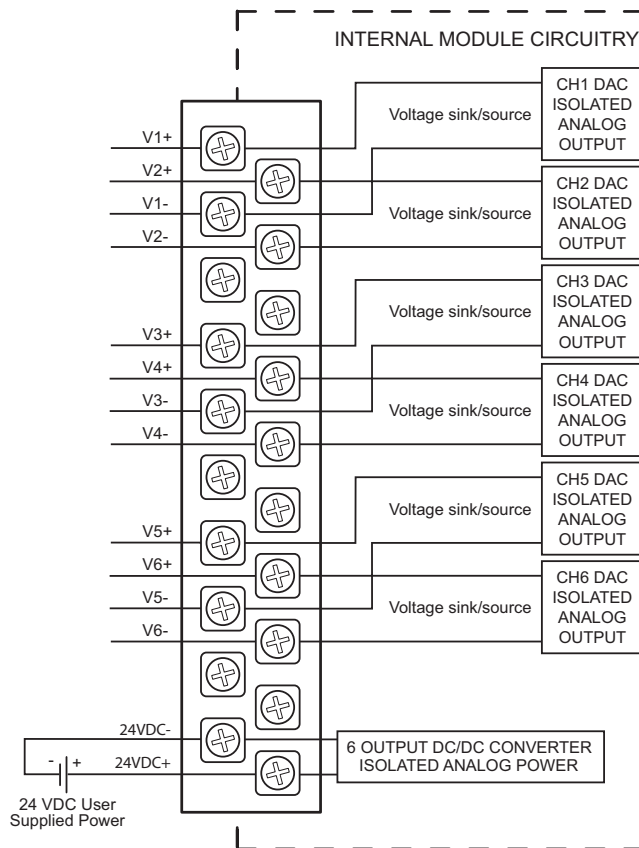 INTERNAL MODULE CIRCUITRY
CH1 DAC
ISOLATED
ANALOG
OUTPUT
Voltage sink/source
V1+
V2+
V1-
V2-
CH2 DAC
ISOLATED
ANALOG
OUTPUT
Voltage sink/source
CH3 DAC
ISOLATED
ANALOG
OUTPUT
Voltage sink/source
V3+
V4+
V3-
V4-
CH4 DAC
ISOLATED
ANALOG
OUTPUT
Voltage sink/source
CH5 DAC
ISOLATED
ANALOG
OUTPUT
Voltage sink/source
V5+
V6+
V5-
V6-
CH6 DAC
ISOLATED
ANALOG
OUTPUT
Voltage sink/source
24VDC-
- +
24VDC+
24 VDC User
Supplied Power
6 OUTPUT DC/DC CONVERTER
ISOLATED ANALOG POWER